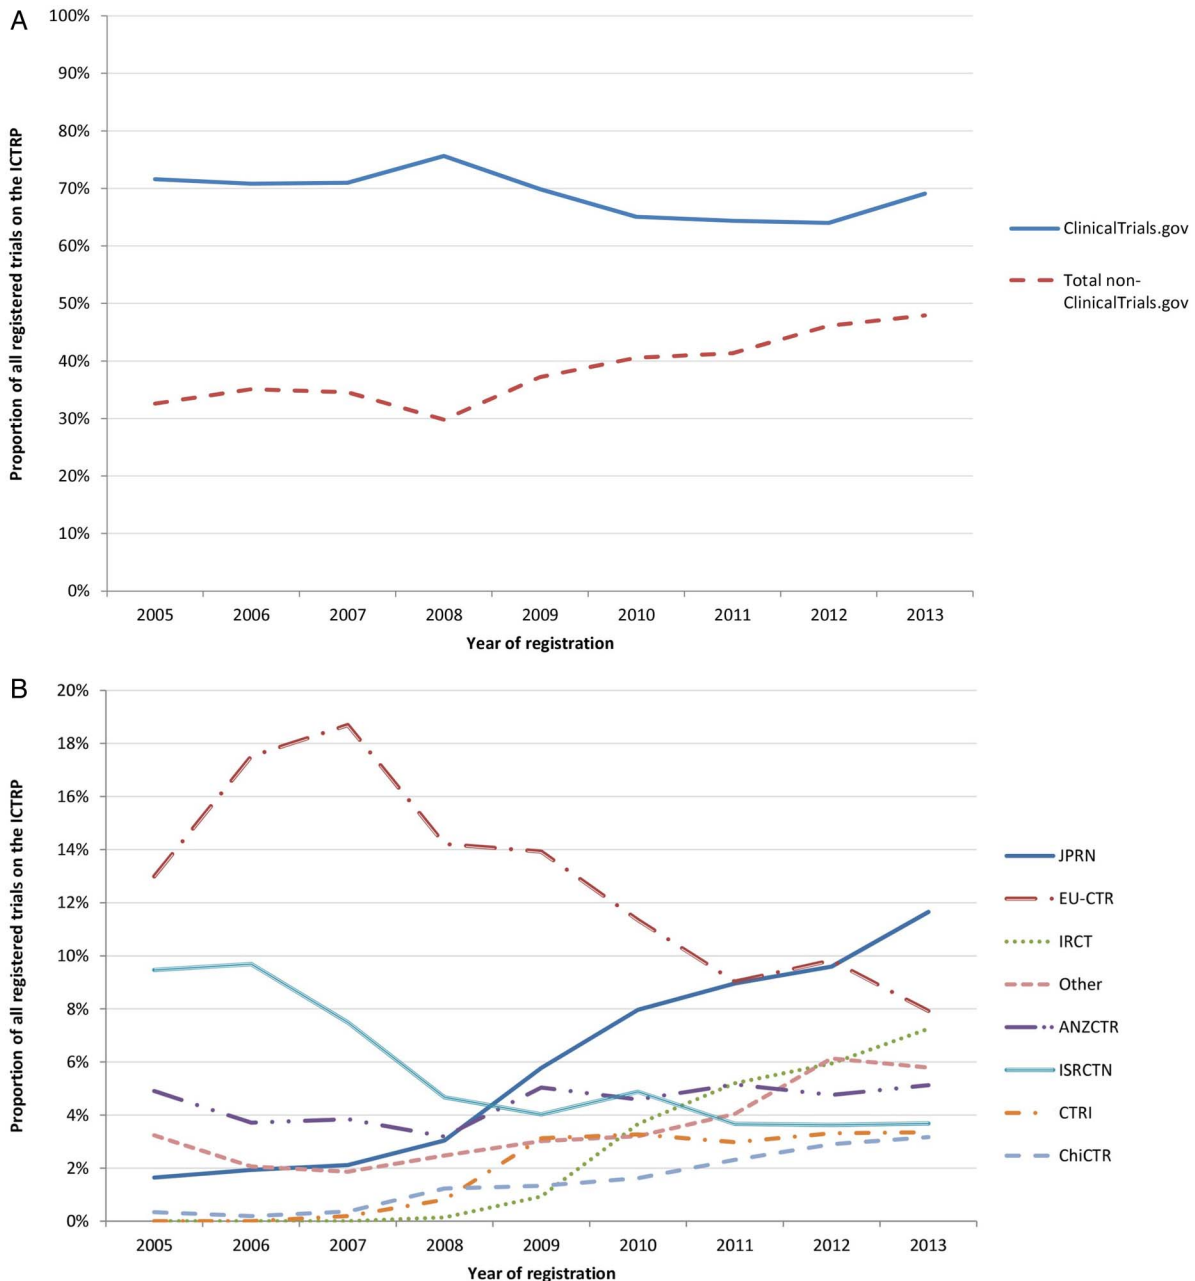 A
Proportion of all registered trials on the ICTRP
100%
90%
80%
70%
60%
50%
40%
30%
20%
10%
0%
2005 2006 2007 2008 2009 2010 2011 2012 2013
Year of registration
ClinicalTrials.gov
Total non-
ClinicalTrials.gov
B
Proportion of all registered trials on the ICTRP
20%
18%
16%
14%
12%
10%
8%
6%
4%
2%
0%
2005 2006 2007 2008 2009 2010 2011 2012 2013
Year of registration
JPRN
EU-CTR
IRCT
Other
ANZCTR
ISRCTN
CTRI
ChiCTR